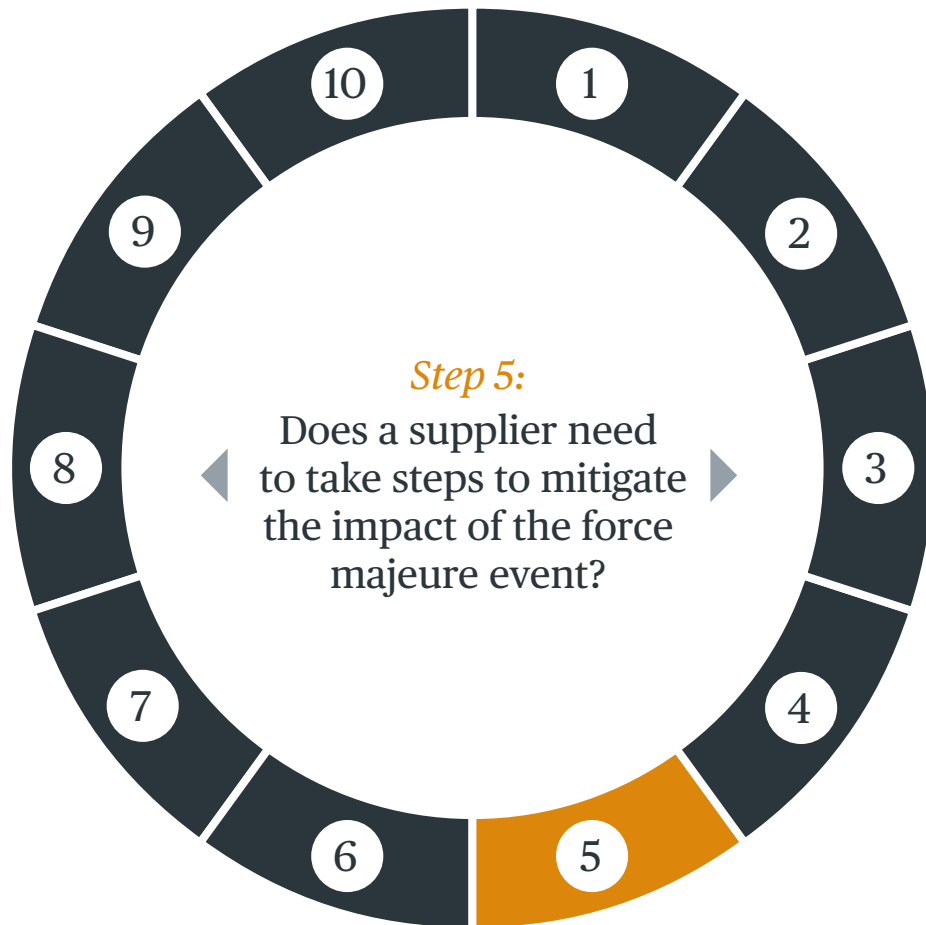 10
1
9
2
Step 5:
Does a supplier need
to take steps to mitigate
the impact of the force
majeure event?
8
3
7
4
6
5